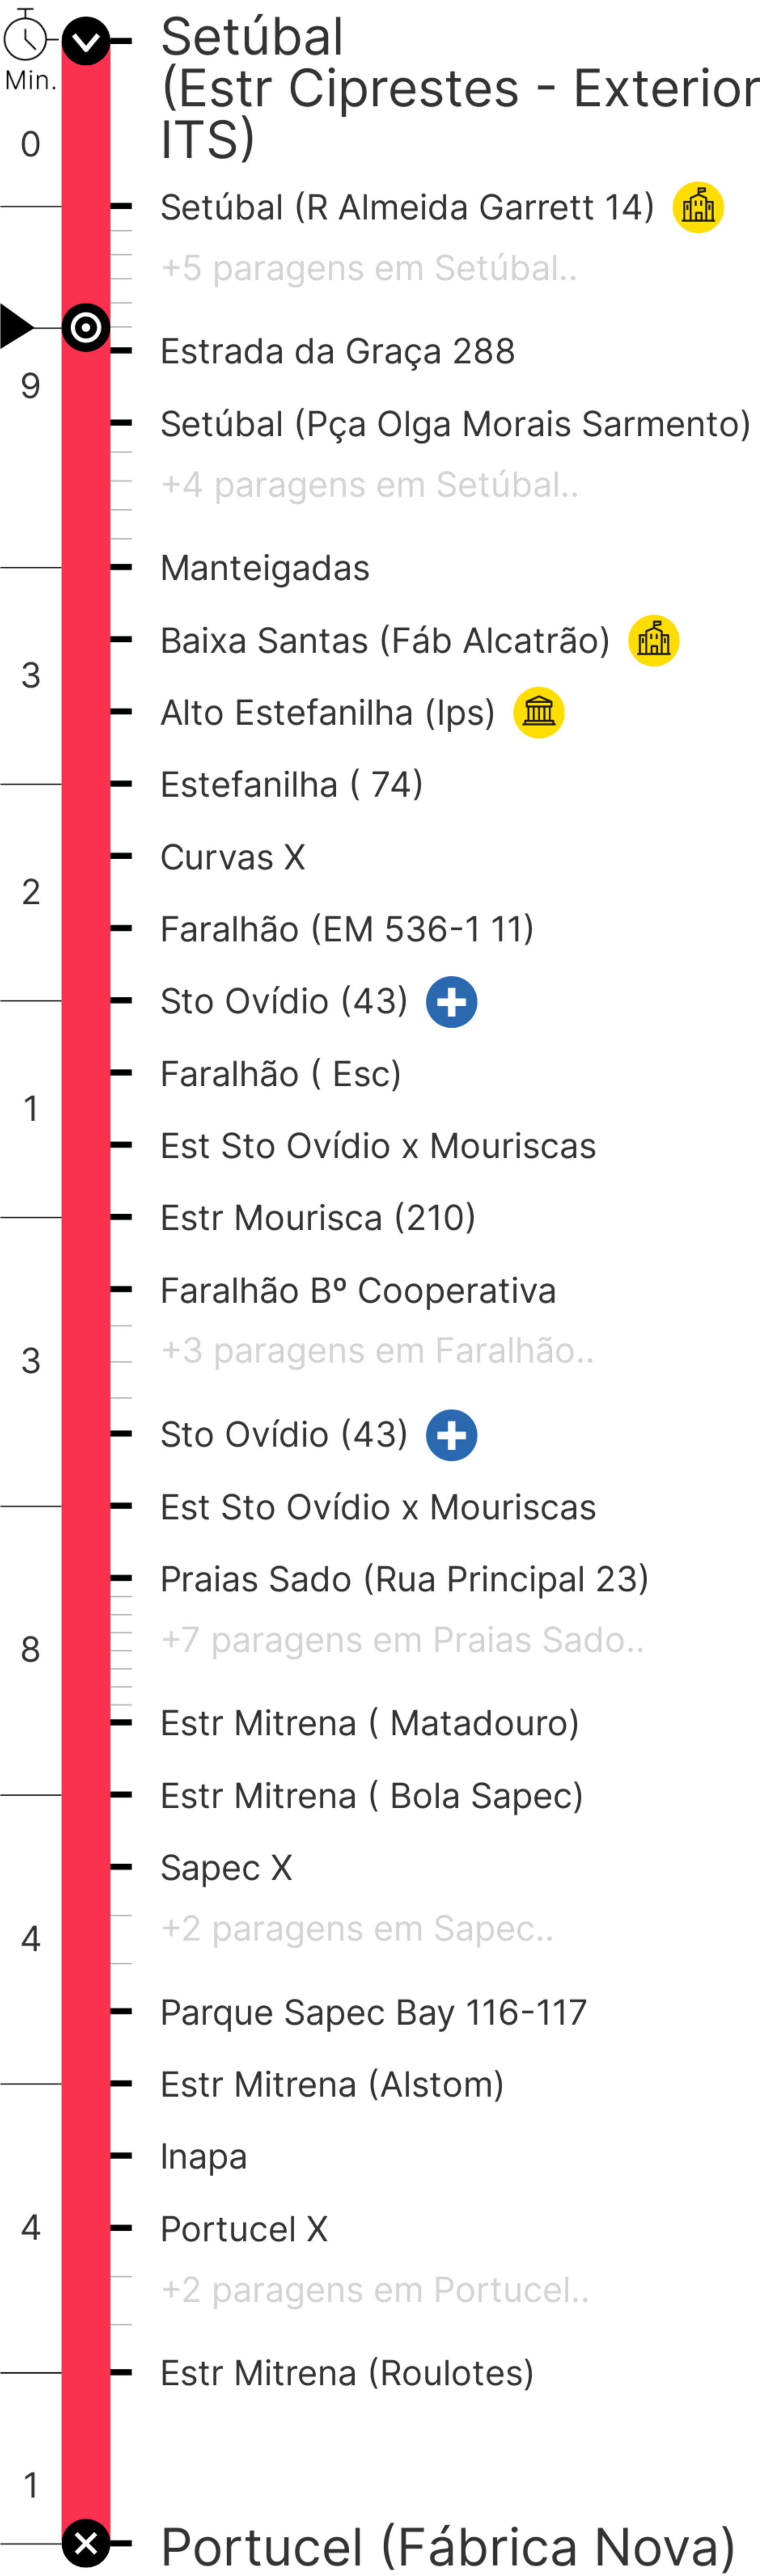 Setúbal
(Estr Ciprestes - Exterior
ITS)
Min.
0
Setúbal (R Almeida Garrett 14)
+5 paragens em Setúbal..
Estrada da Graça 288
9
Setúbal (Pça Olga Morais Sarmento)
+4 paragens em Setúbal..
Manteigadas
Baixa Santas (Fáb Alcatrão)
3
Alto Estefanilha (Ips)
Estefanilha ( 74)
Curvas X
2
Faralhão (EM 536-1 11)
Sto Ovídio (43)
Faralhão ( Esc)
1
Est Sto Ovídio x Mouriscas
Estr Mourisca (210)
Faralhão Bº Cooperativa
+3 paragens em Faralhão..
3
Sto Ovídio (43)
Est Sto Ovídio x Mouriscas
Praias Sado (Rua Principal 23)
+7 paragens em Praias Sado..
8
Estr Mitrena ( Matadouro)
Estr Mitrena ( Bola Sapec)
Sapec X
+2 paragens em Sapec..
4
Parque Sapec Bay 116-117
Estr Mitrena (Alstom)
Inapa
4
Portucel X
+2 paragens em Portucel..
Estr Mitrena (Roulotes)
1
Portucel (Fábrica Nova)